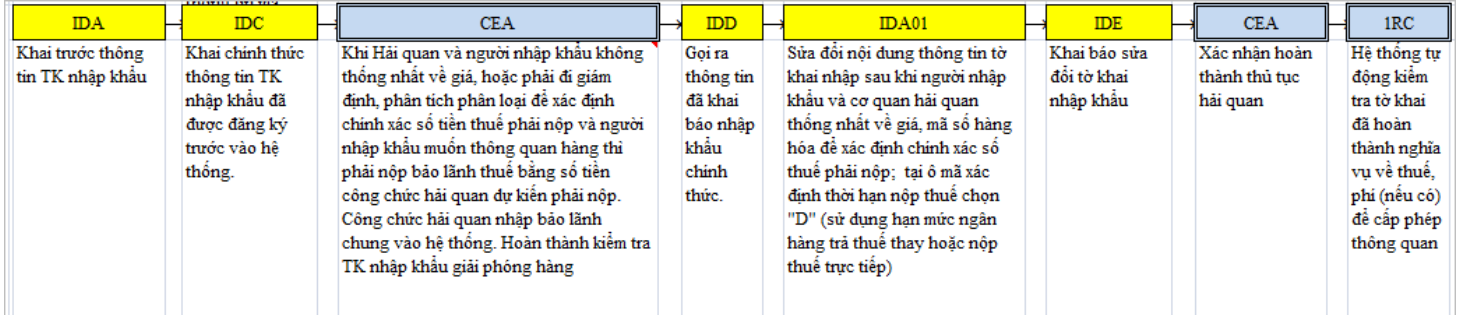 IDA
IDC
CEA
IDD
IDA01
IDE
CEA
1RC
Khai trước thông
tin TK nhập khẩu
Khai chính thức
thông tin TK
nhập khẩu đã
được đăng ký
trước vào hệ
thống.
Khi Hải quan và người nhập khẩu không
thống nhất về giá, hoặc phải đi giám
định, phân tích phân loại để xác định
chính xác số tiền thuế phải nộp và người
nhập khẩu muốn thông quan hàng thì
phải nộp bảo lãnh thuế bằng số tiền
công chức hải quan dự kiến phải nộp.
Công chức hải quan nhập bảo lãnh
chung vào hệ thống. Hoàn thành kiểm tra
TK nhập khẩu giải phóng hàng
Gọi ra
thông tin
đã khai
báo nhập
khẩu
chính
thức.
Sửa đổi nội dung thông tin tờ
khai nhập sau khi người nhập
khẩu và cơ quan hải quan
thống nhất về giá, mã số hàng
hóa để xác định chính xác số
thuế phải nộp;  tại ô mã xác
định thời hạn nộp thuế chọn
"D" (sử dụng hạn mức ngân
hàng trả thuế thay hoặc nộp
thuế trực tiếp)
Khai báo sửa
đổi tờ khai
nhập khẩu
Xác nhận hoàn
thành thủ tục
hải quan
Hệ thống tự
động kiểm
tra tờ khai
đã hoàn
thành nghĩa
vụ về thuế,
phí (nếu có)
để cấp phép
thông quan